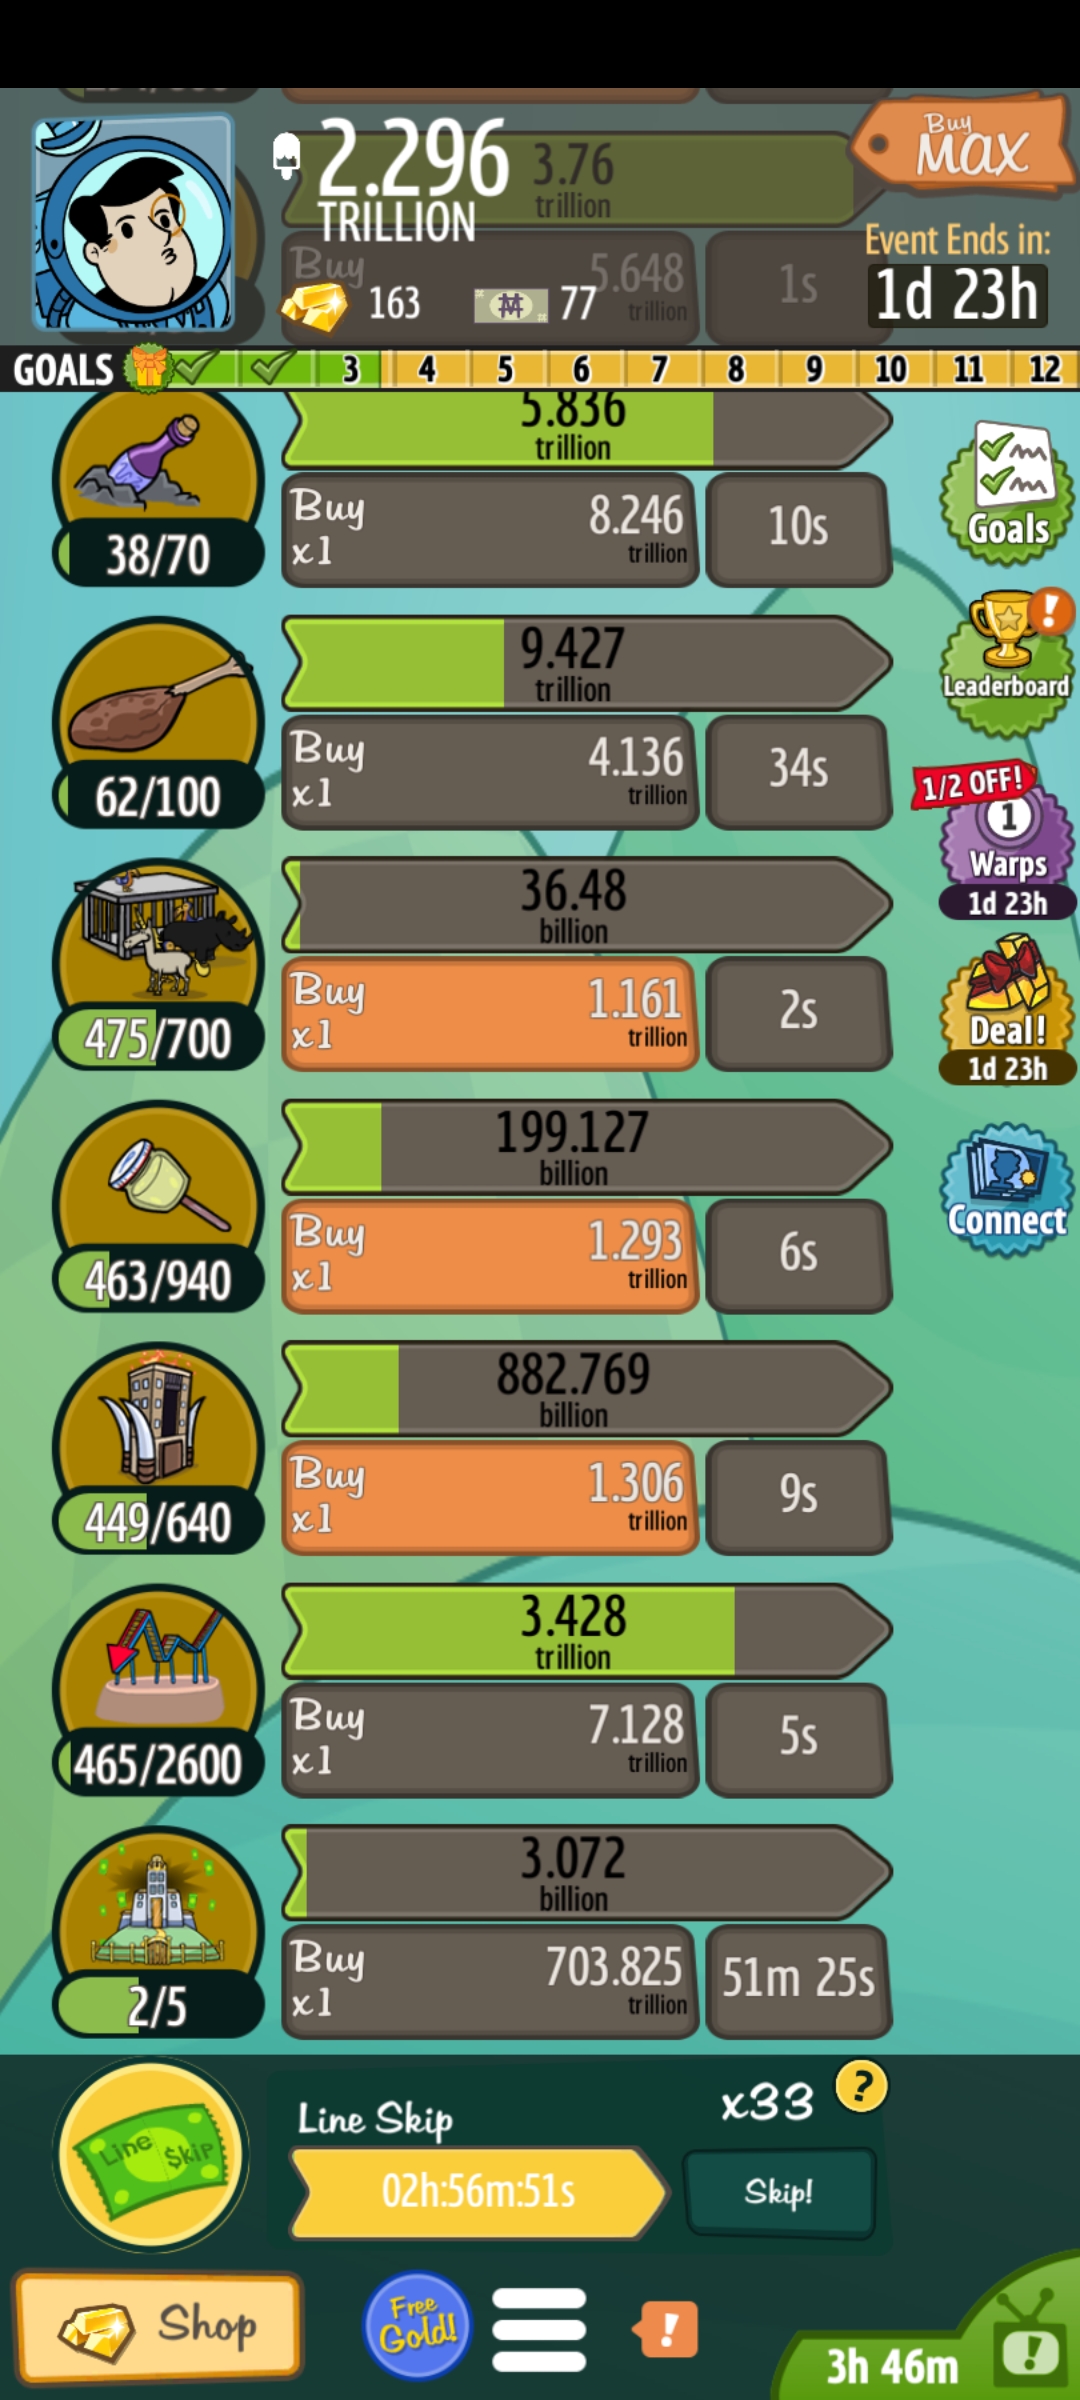 2.296
TRILLION
3.76
trillion
Buy
MAX
Buy
5.648
trillion
1s
163
77
Event Ends in:
1d 23h
GOALS 3 4 5 6 7 8 9 10 11 12
5.836
trillion
38/70
Buy
x1
8.246
trillion
10s
Goals
9.427
trillion
62/100
Buy
x1
4.136
trillion
34s
Leaderboard
1/2 OFF!
1
Warps
1d 23h
36.48
billion
475/700
Buy
x1
1.161
trillion
2s
Deal!
1d 23h
199.127
billion
463/940
Buy
x1
1.293
trillion
6s
Connect
882.769
billion
449/640
Buy
x1
1.306
trillion
9s
3.428
trillion
465/2600
Buy
x1
7.128
trillion
5s
3.072
billion
2/5
Buy
x1
703.825
trillion
51m 25s
Line $kip
Line Skip
x33
?
02h:56m:51s
Skip!
Shop
Free
Gold!
!
3h 46m
!